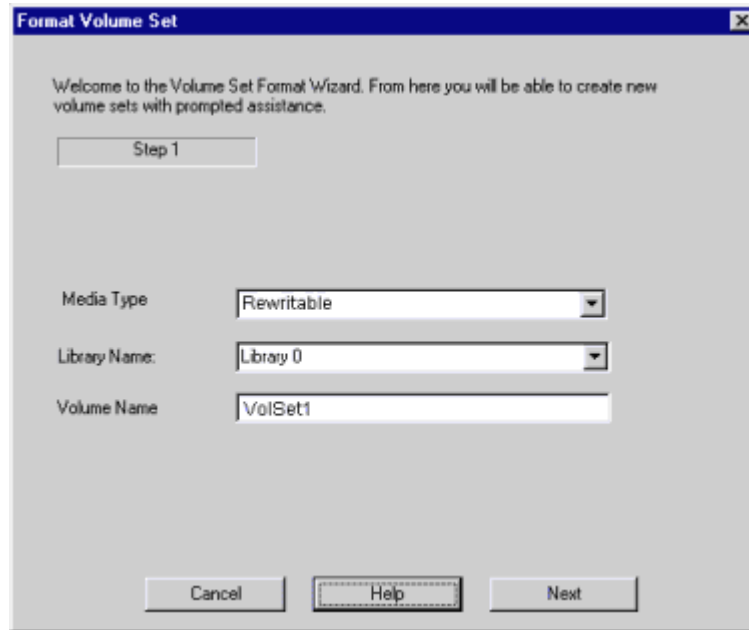 Format Volume Set
Welcome to the Volume Set Format Wizard. From here you will be able to create new
volume sets with prompted assistance.
Step 1
Media Type
Rewritable
Library Name:
Library 0
Volume Name
VolSet1
Cancel
Help
Next